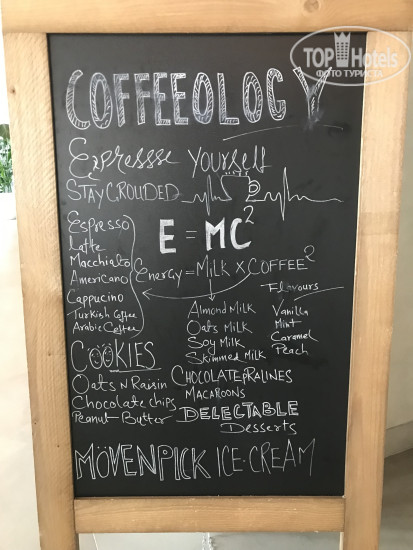 TOP Hotels
ФОТО ТУРИСТА
COFFEEOLOGY
Expressse yourself
STAY GROUDED
E = MC²
Energy = Milk x COFFEE²
Espresso
Latte
Macchiato
Americano
Cappucino
Turkish Coffee
Arabic Coffee
Almond Milk
Oats Milk
Soy Milk
Skimmed Milk
Flavours
Vanilla
Mint
Caramel
Peach
COOKIES
Oats N Raisin
Chocolate chips
Peanut-Butter
CHOCOLATE PRALINES
MACAROONS
DELECTABLE
Desserts
MÖVENPICK ICE-CREAM